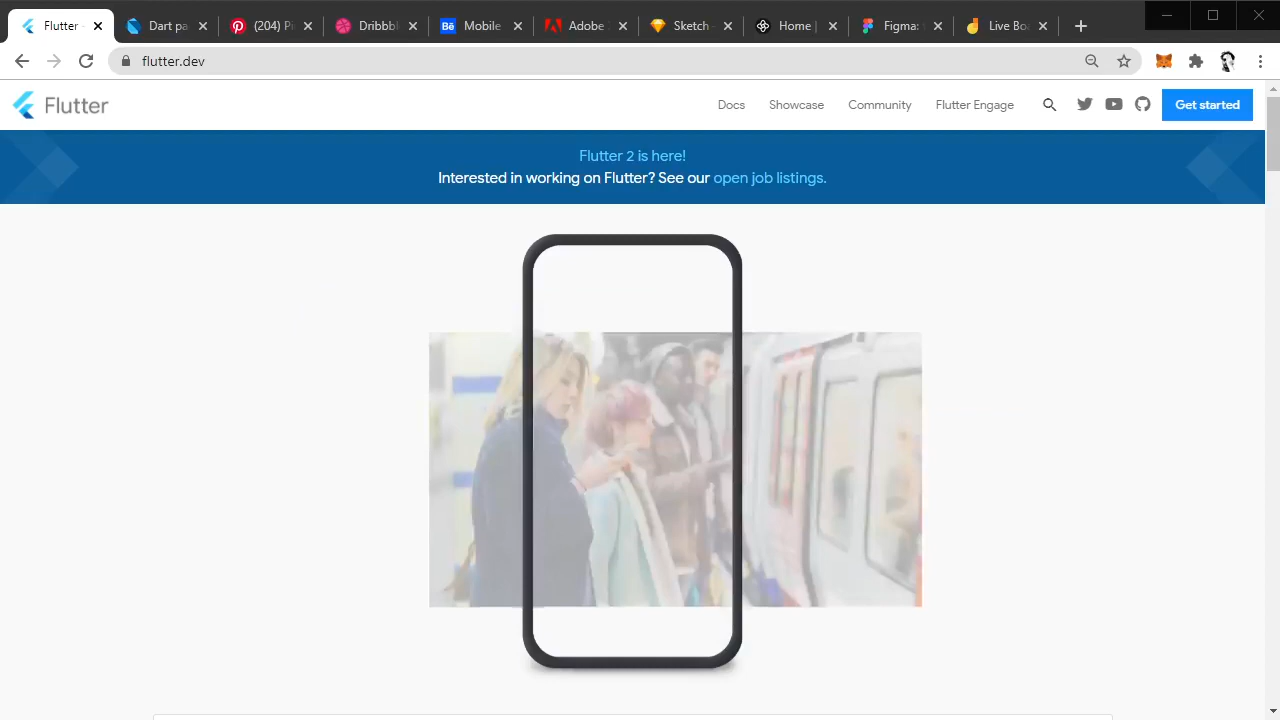 Flutter -
Dart pa
(204) Pi
Dribbbl
Mobile
Adobe
Sketch -
Home |
Figma:
Live Bo
flutter.dev
Flutter
Docs
Showcase
Community
Flutter Engage
Get started
Flutter 2 is here!
Interested in working on Flutter? See our open job listings.